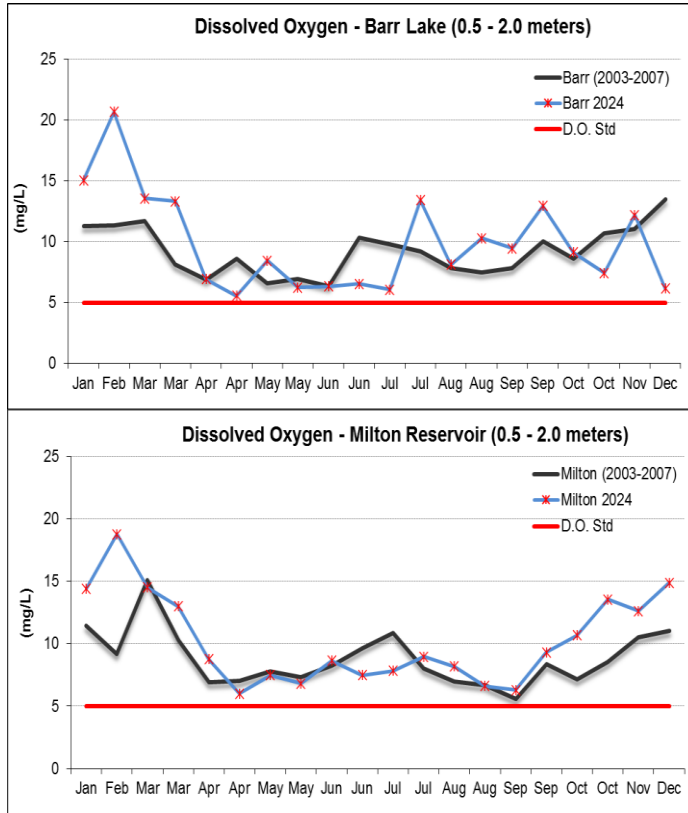 Dissolved Oxygen - Barr Lake (0.5 - 2.0 meters)
25
20
15
10
5
0
(mg/L)
Barr (2003-2007)
Barr 2024
D.O. Std
Jan Feb Mar Mar Apr Apr May May Jun Jun Jul Jul Aug Aug Sep Sep Oct Oct Nov Dec
Dissolved Oxygen - Milton Reservoir (0.5 - 2.0 meters)
25
20
15
10
5
0
(mg/L)
Milton (2003-2007)
Milton 2024
D.O. Std
Jan Feb Mar Mar Apr Apr May May Jun Jun Jul Jul Aug Aug Sep Sep Oct Oct Nov Dec